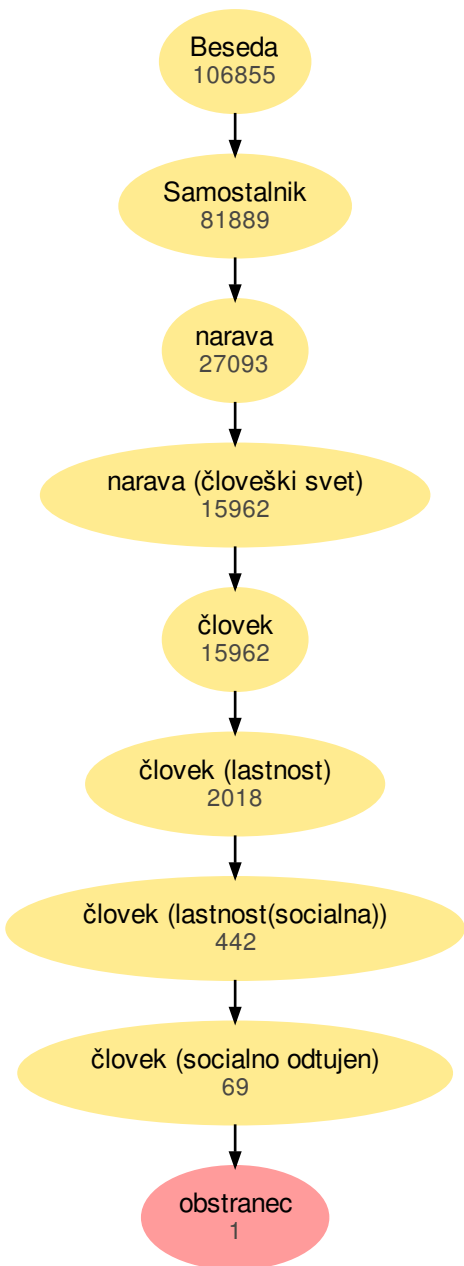 Beseda
106855
Samostalnik
81889
narava
27093
narava (človeški svet)
15962
človek
15962
človek (lastnost)
2018
človek (lastnost(socialna))
442
človek (socialno odtujen)
69
obstranec
1